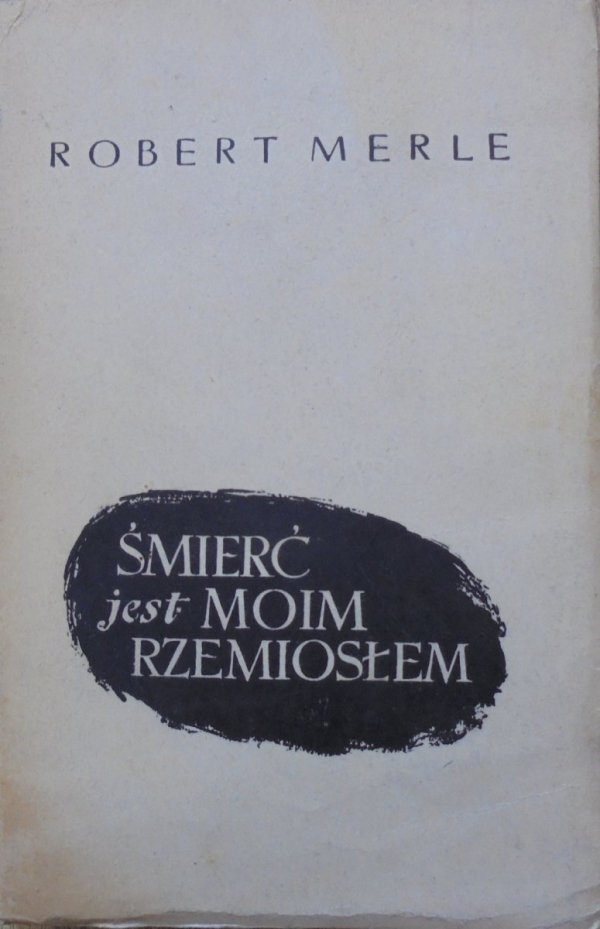 ROBERT MERLE
ŚMIERĆ
jest MOIM
RZEMIOSŁEM